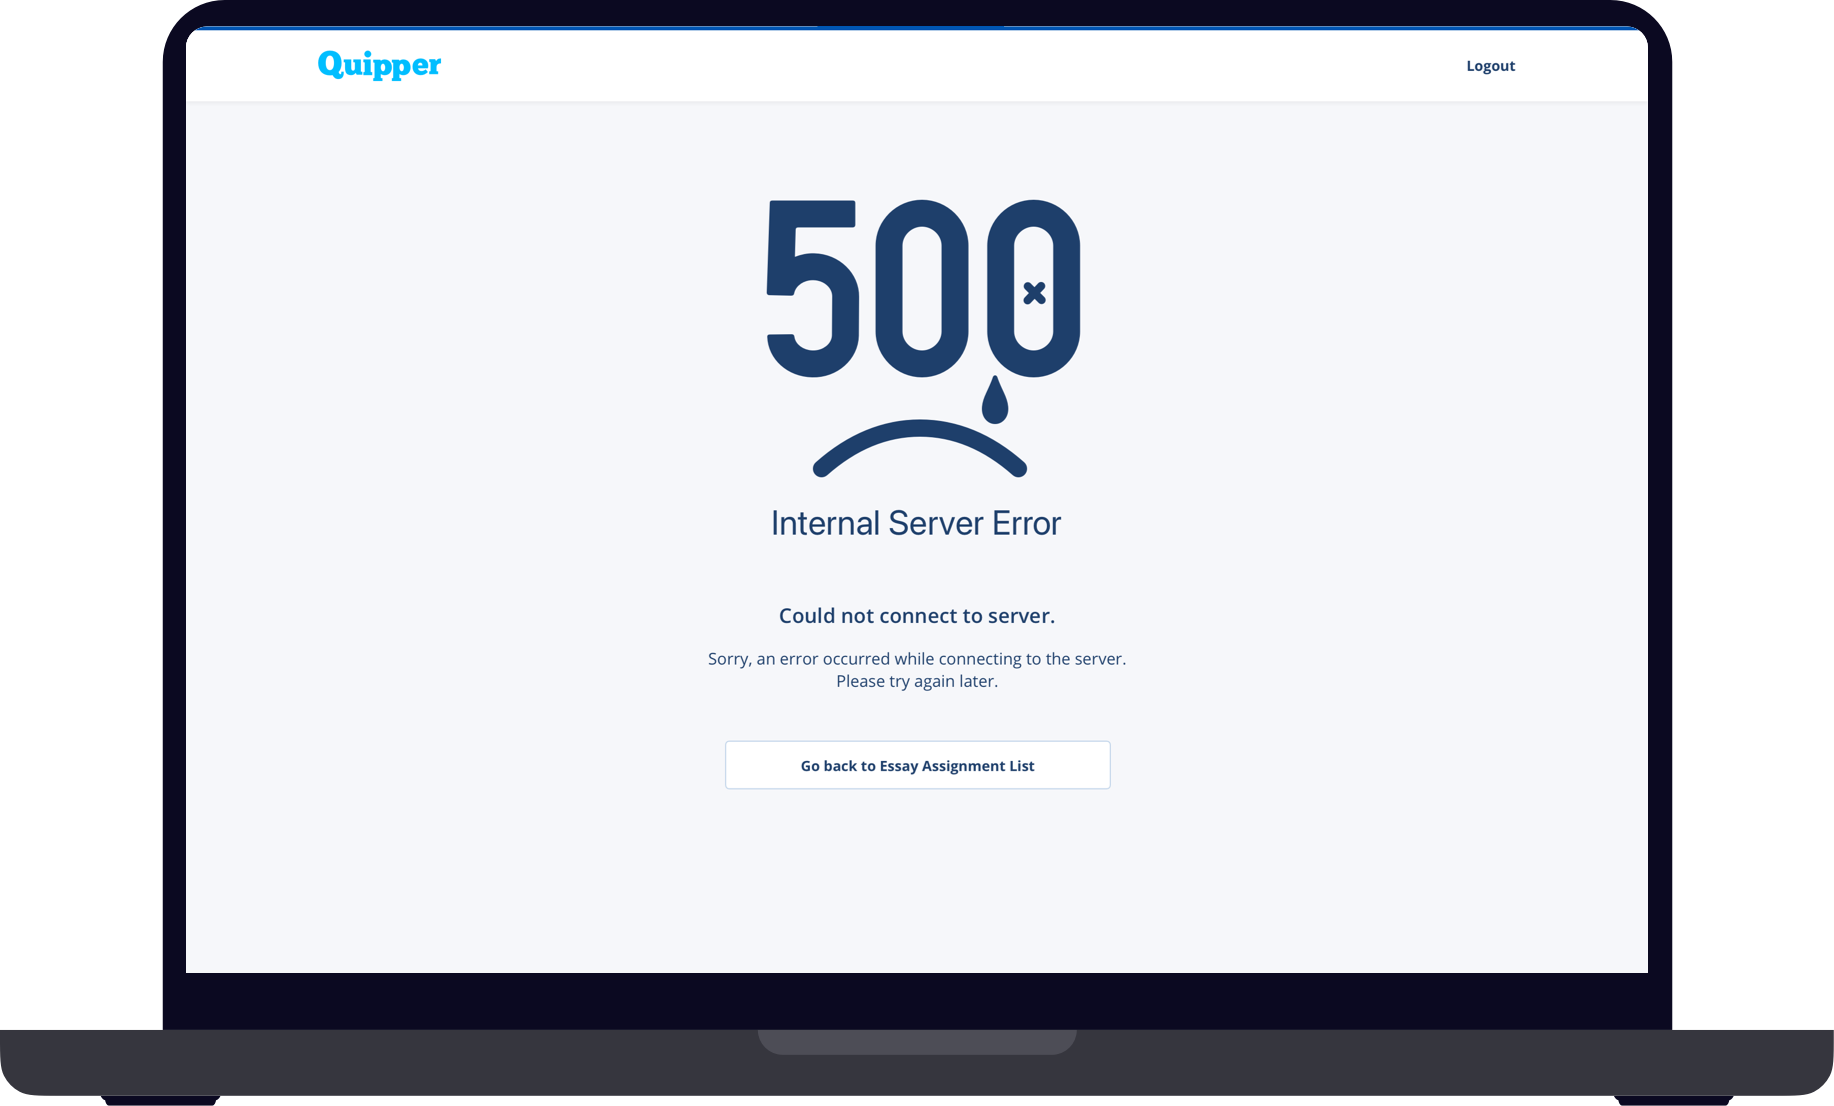 Quipper
Logout
500
Internal Server Error
Could not connect to server.
Sorry, an error occurred while connecting to the server.
Please try again later.
Go back to Essay Assignment List